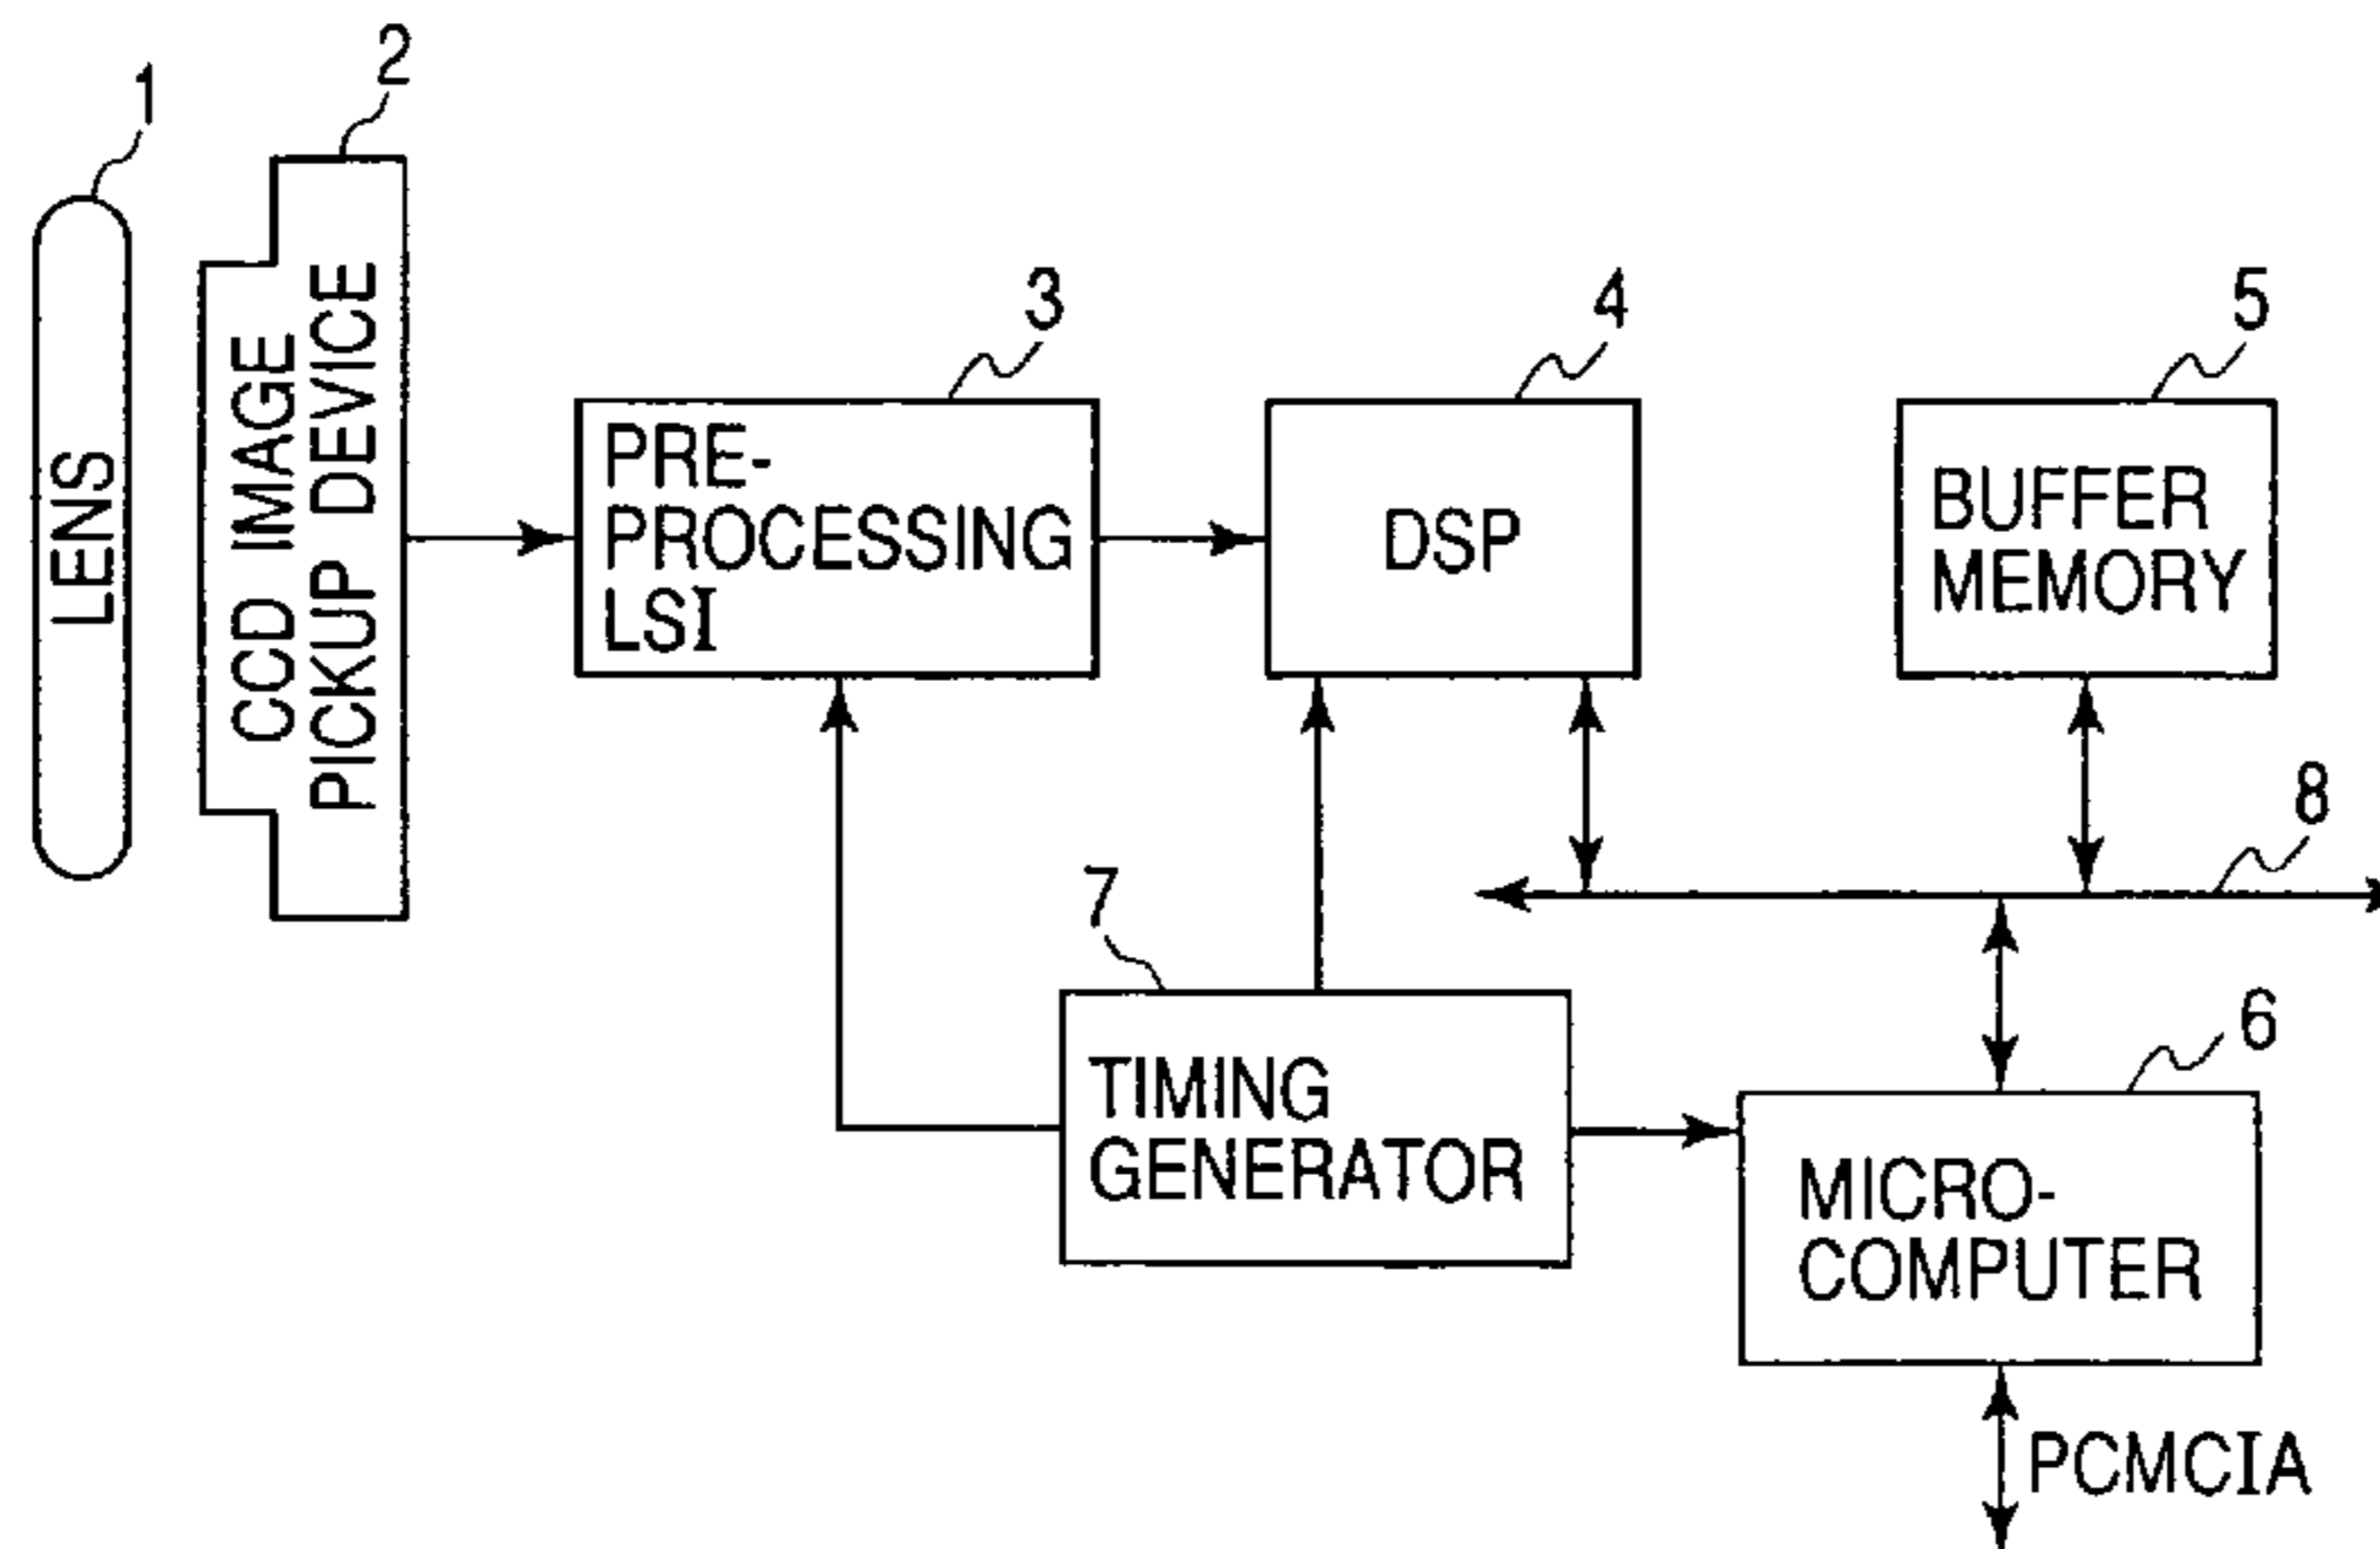 1
2
LENS
CCD IMAGE
PICKUP DEVICE
3
PRE-
PROCESSING
LSI
4
DSP
5
BUFFER
MEMORY
8
7
TIMING
GENERATOR
6
MICRO-
COMPUTER
PCMCIA